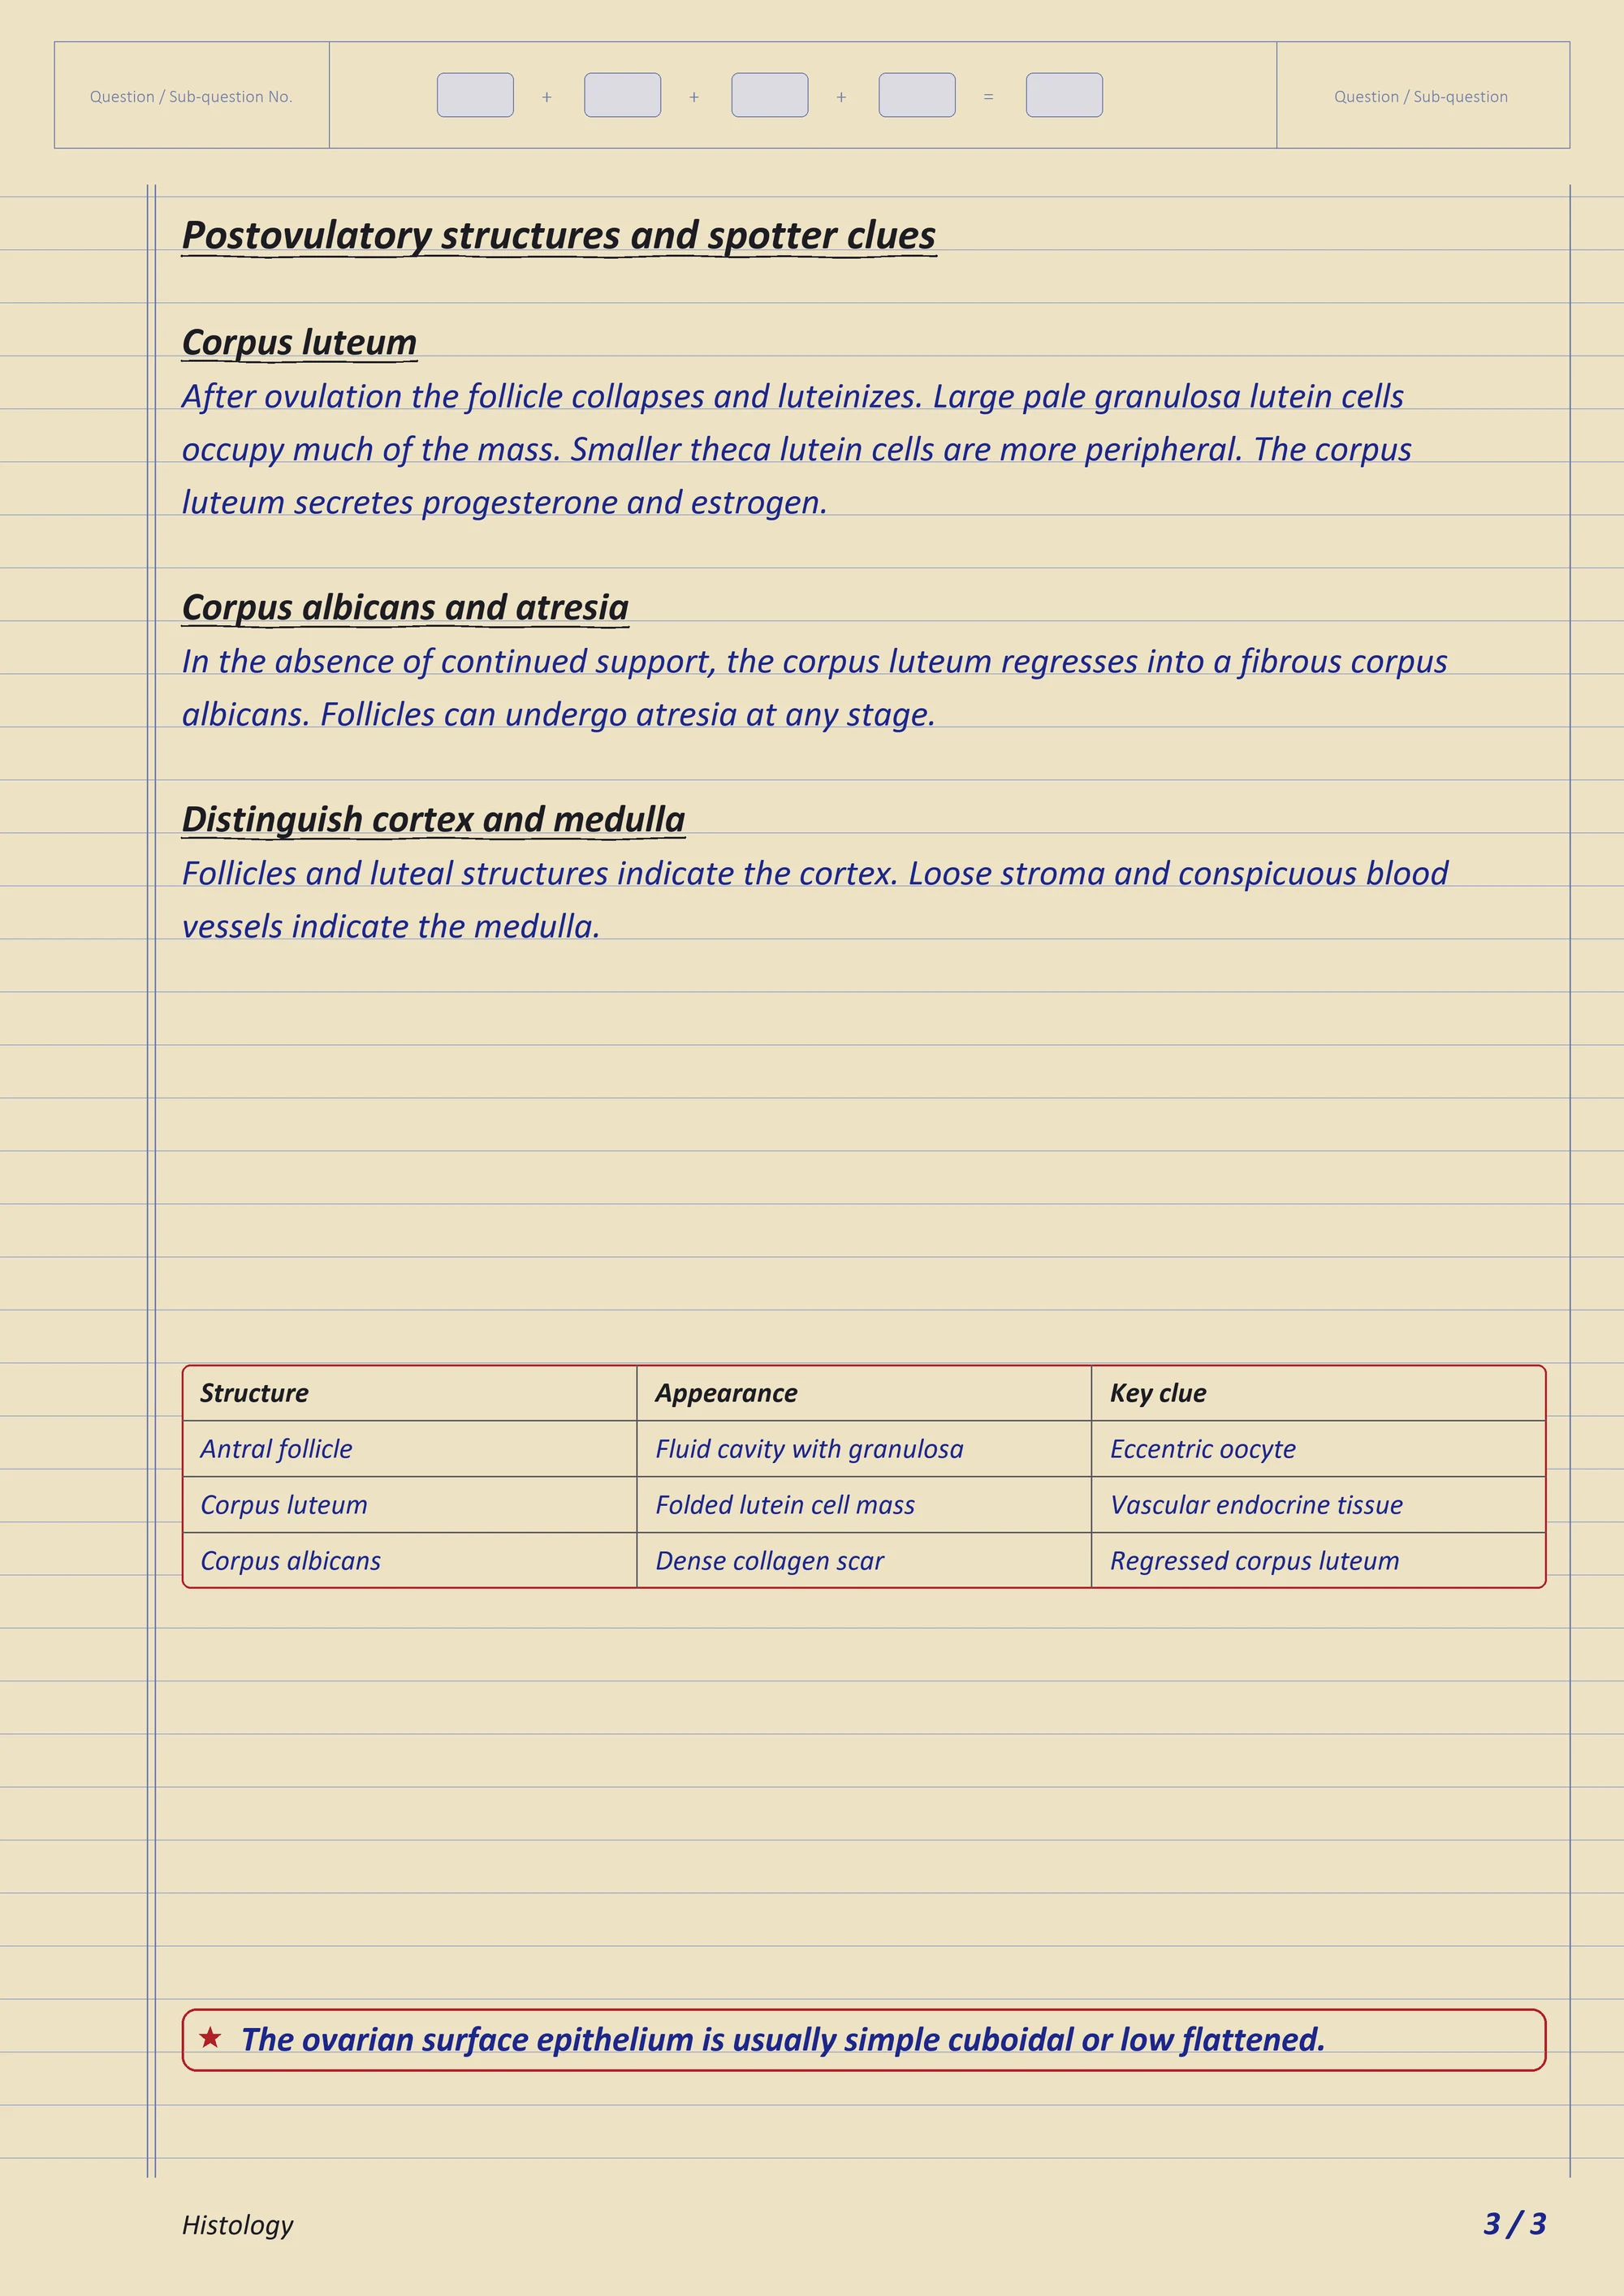 Question / Sub-question No.
+ + + =
Question / Sub-question
Postovulatory structures and spotter clues
Corpus luteum
After ovulation the follicle collapses and luteinizes. Large pale granulosa lutein cells
occupy much of the mass. Smaller theca lutein cells are more peripheral. The corpus
luteum secretes progesterone and estrogen.
Corpus albicans and atresia
In the absence of continued support, the corpus luteum regresses into a fibrous corpus
albicans. Follicles can undergo atresia at any stage.
Distinguish cortex and medulla
Follicles and luteal structures indicate the cortex. Loose stroma and conspicuous blood
vessels indicate the medulla.
Structure Appearance Key clue
Antral follicle Fluid cavity with granulosa Eccentric oocyte
Corpus luteum Folded lutein cell mass Vascular endocrine tissue
Corpus albicans Dense collagen scar Regressed corpus luteum
★ The ovarian surface epithelium is usually simple cuboidal or low flattened.
Histology 3 / 3